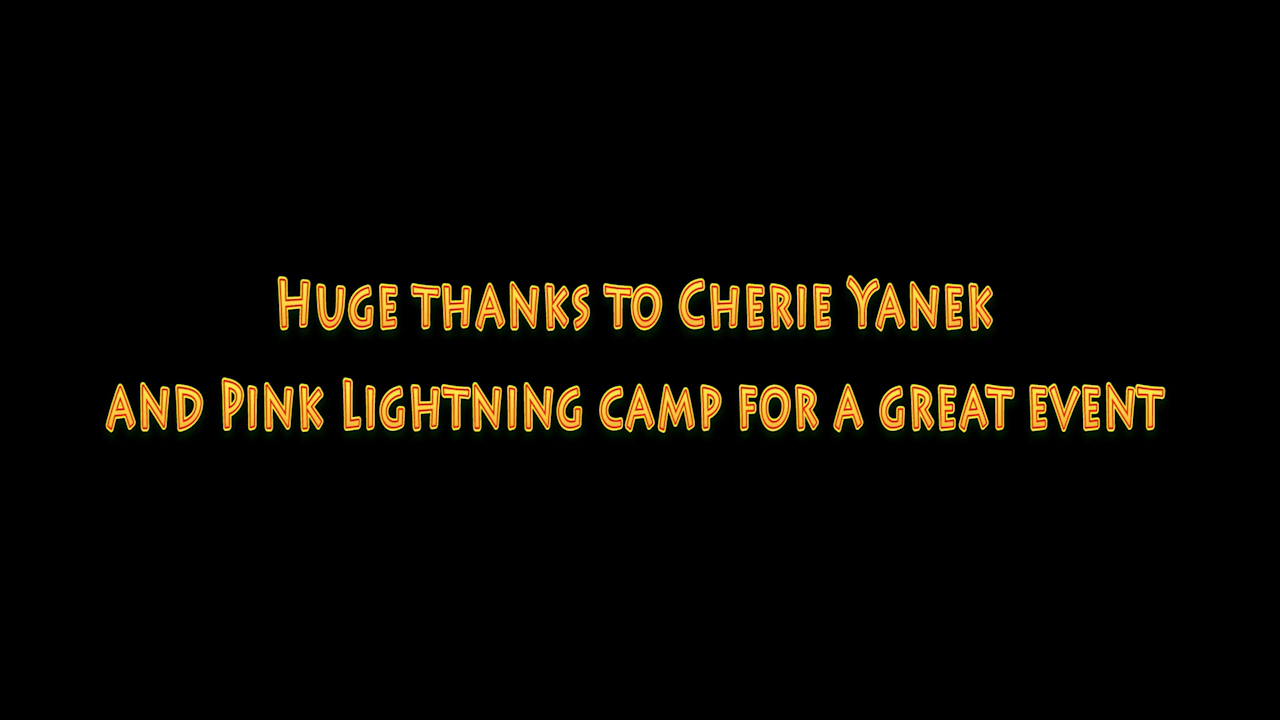 Huge thanks to Cherie Yanek
and Pink Lightning camp for a great event